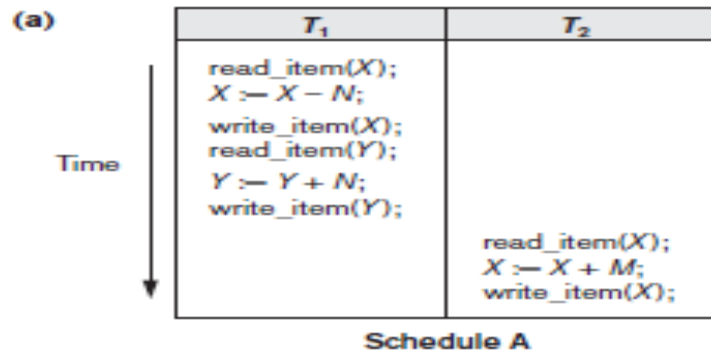 (a)
T1 T2
read_item(X);
X := X – N;
write_item(X);
read_item(Y);
Time
Y := Y + N;
write_item(Y);
read_item(X);
X := X + M;
write_item(X);
Schedule A